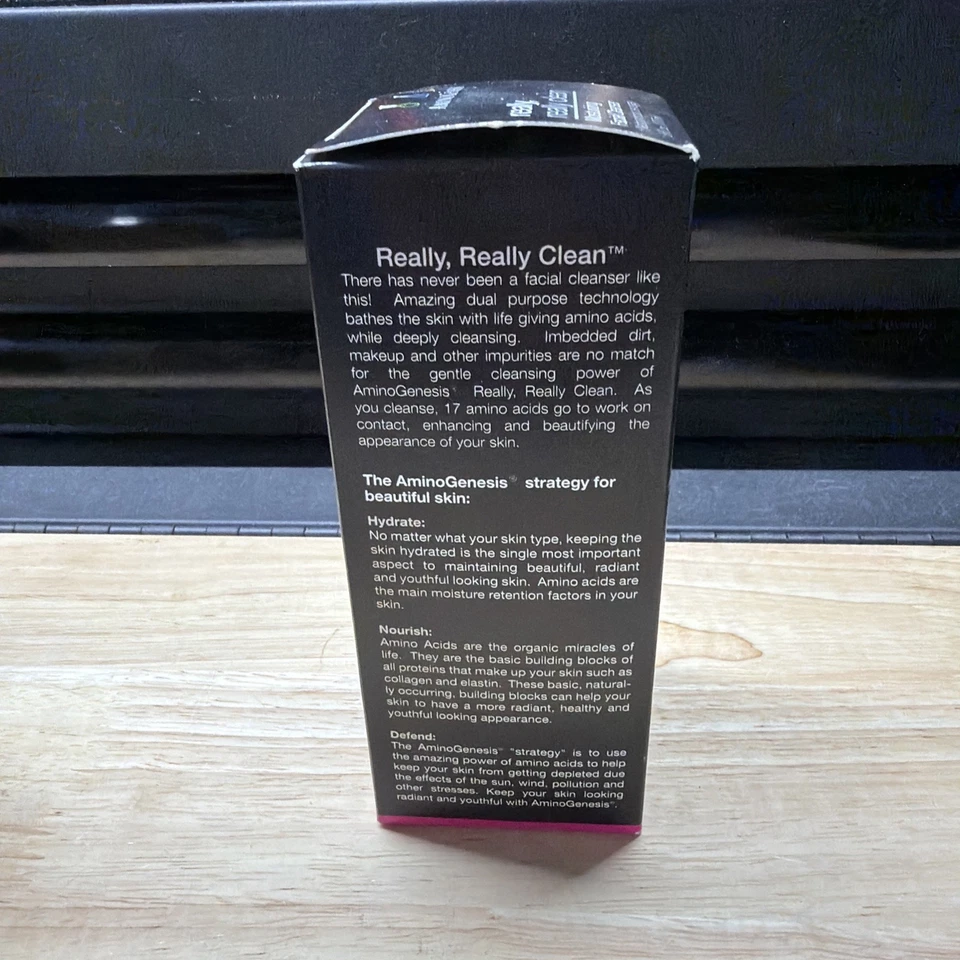 really
really clean
Really, Really Clean™
There has never been a facial cleanser like
this! Amazing dual purpose technology
bathes the skin with life giving amino acids,
while deeply cleansing. Imbedded dirt,
makeup and other impurities are no match
for the gentle cleansing power of
AminoGenesis® Really, Really Clean. As
you cleanse, 17 amino acids go to work on
contact, enhancing and beautifying the
appearance of your skin.
The AminoGenesis® strategy for
beautiful skin:
Hydrate:
No matter what your skin type, keeping the
skin hydrated is the single most important
aspect to maintaining beautiful, radiant
and youthful looking skin. Amino acids are
the main moisture retention factors in your
skin.
Nourish:
Amino Acids are the organic miracles of
life. They are the basic building blocks of
all proteins that make up your skin such as
collagen and elastin. These basic, natural-
ly occurring, building blocks can help your
skin to have a more radiant, healthy and
youthful looking appearance.
Defend:
The AminoGenesis® "strategy" is to use
the amazing power of amino acids to help
keep your skin from getting depleted due
the effects of the sun, wind, pollution and
other stresses. Keep your skin looking
radiant and youthful with AminoGenesis®.